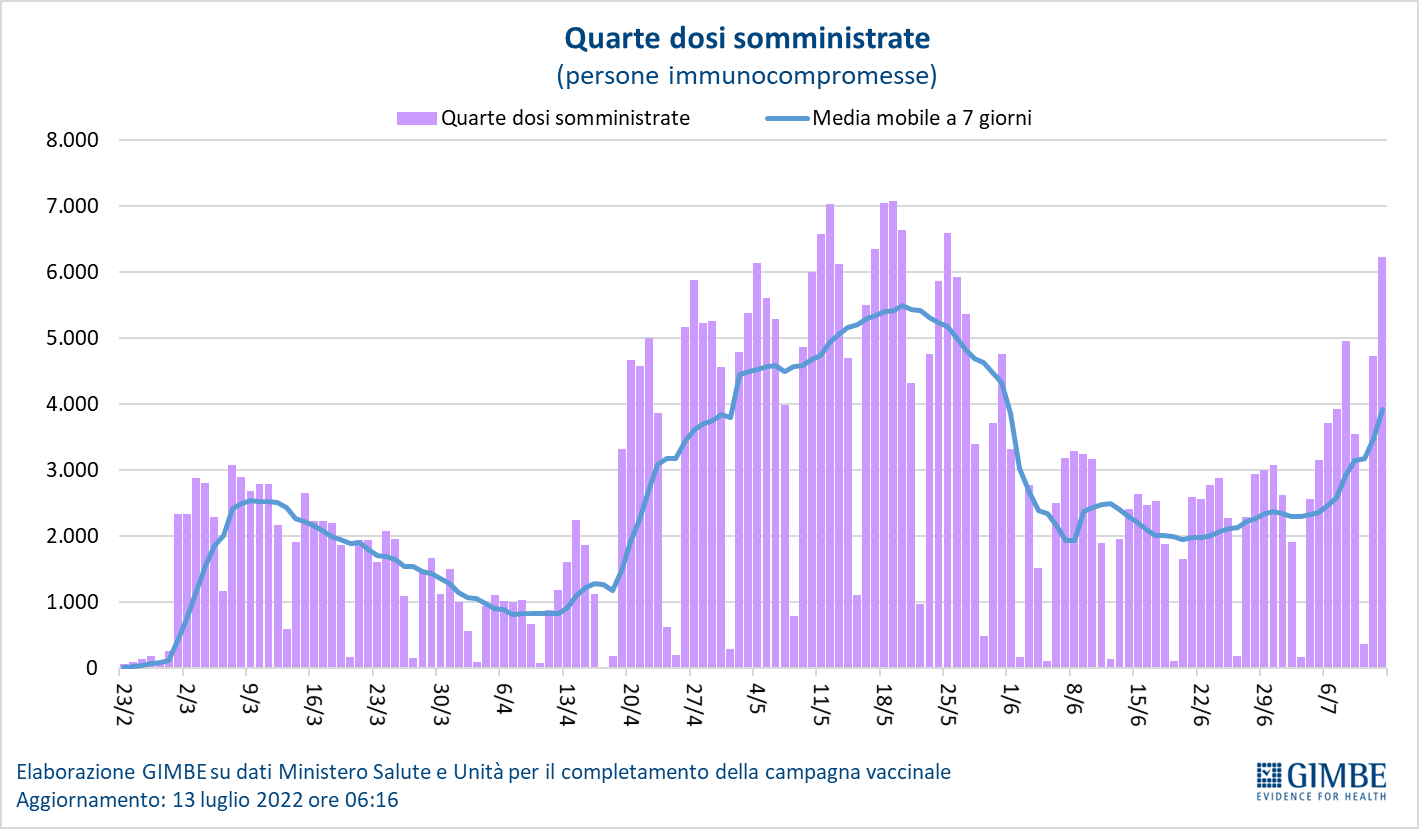 Quarte dosi somministrate
(persone immunocompromesse)
Quarte dosi somministrate Media mobile a 7 giorni
8.000
7.000
6.000
5.000
4.000
3.000
2.000
1.000
0
23/2 2/3 9/3 16/3 23/3 30/3 6/4 13/4 20/4 27/4 4/5 11/5 18/5 25/5 1/6 8/6 15/6 22/6 29/6 6/7
Elaborazione GIMBE su dati Ministero Salute e Unità per il completamento della campagna vaccinale
Aggiornamento: 13 luglio 2022 ore 06:16
GIMBE
EVIDENCE FOR HEALTH